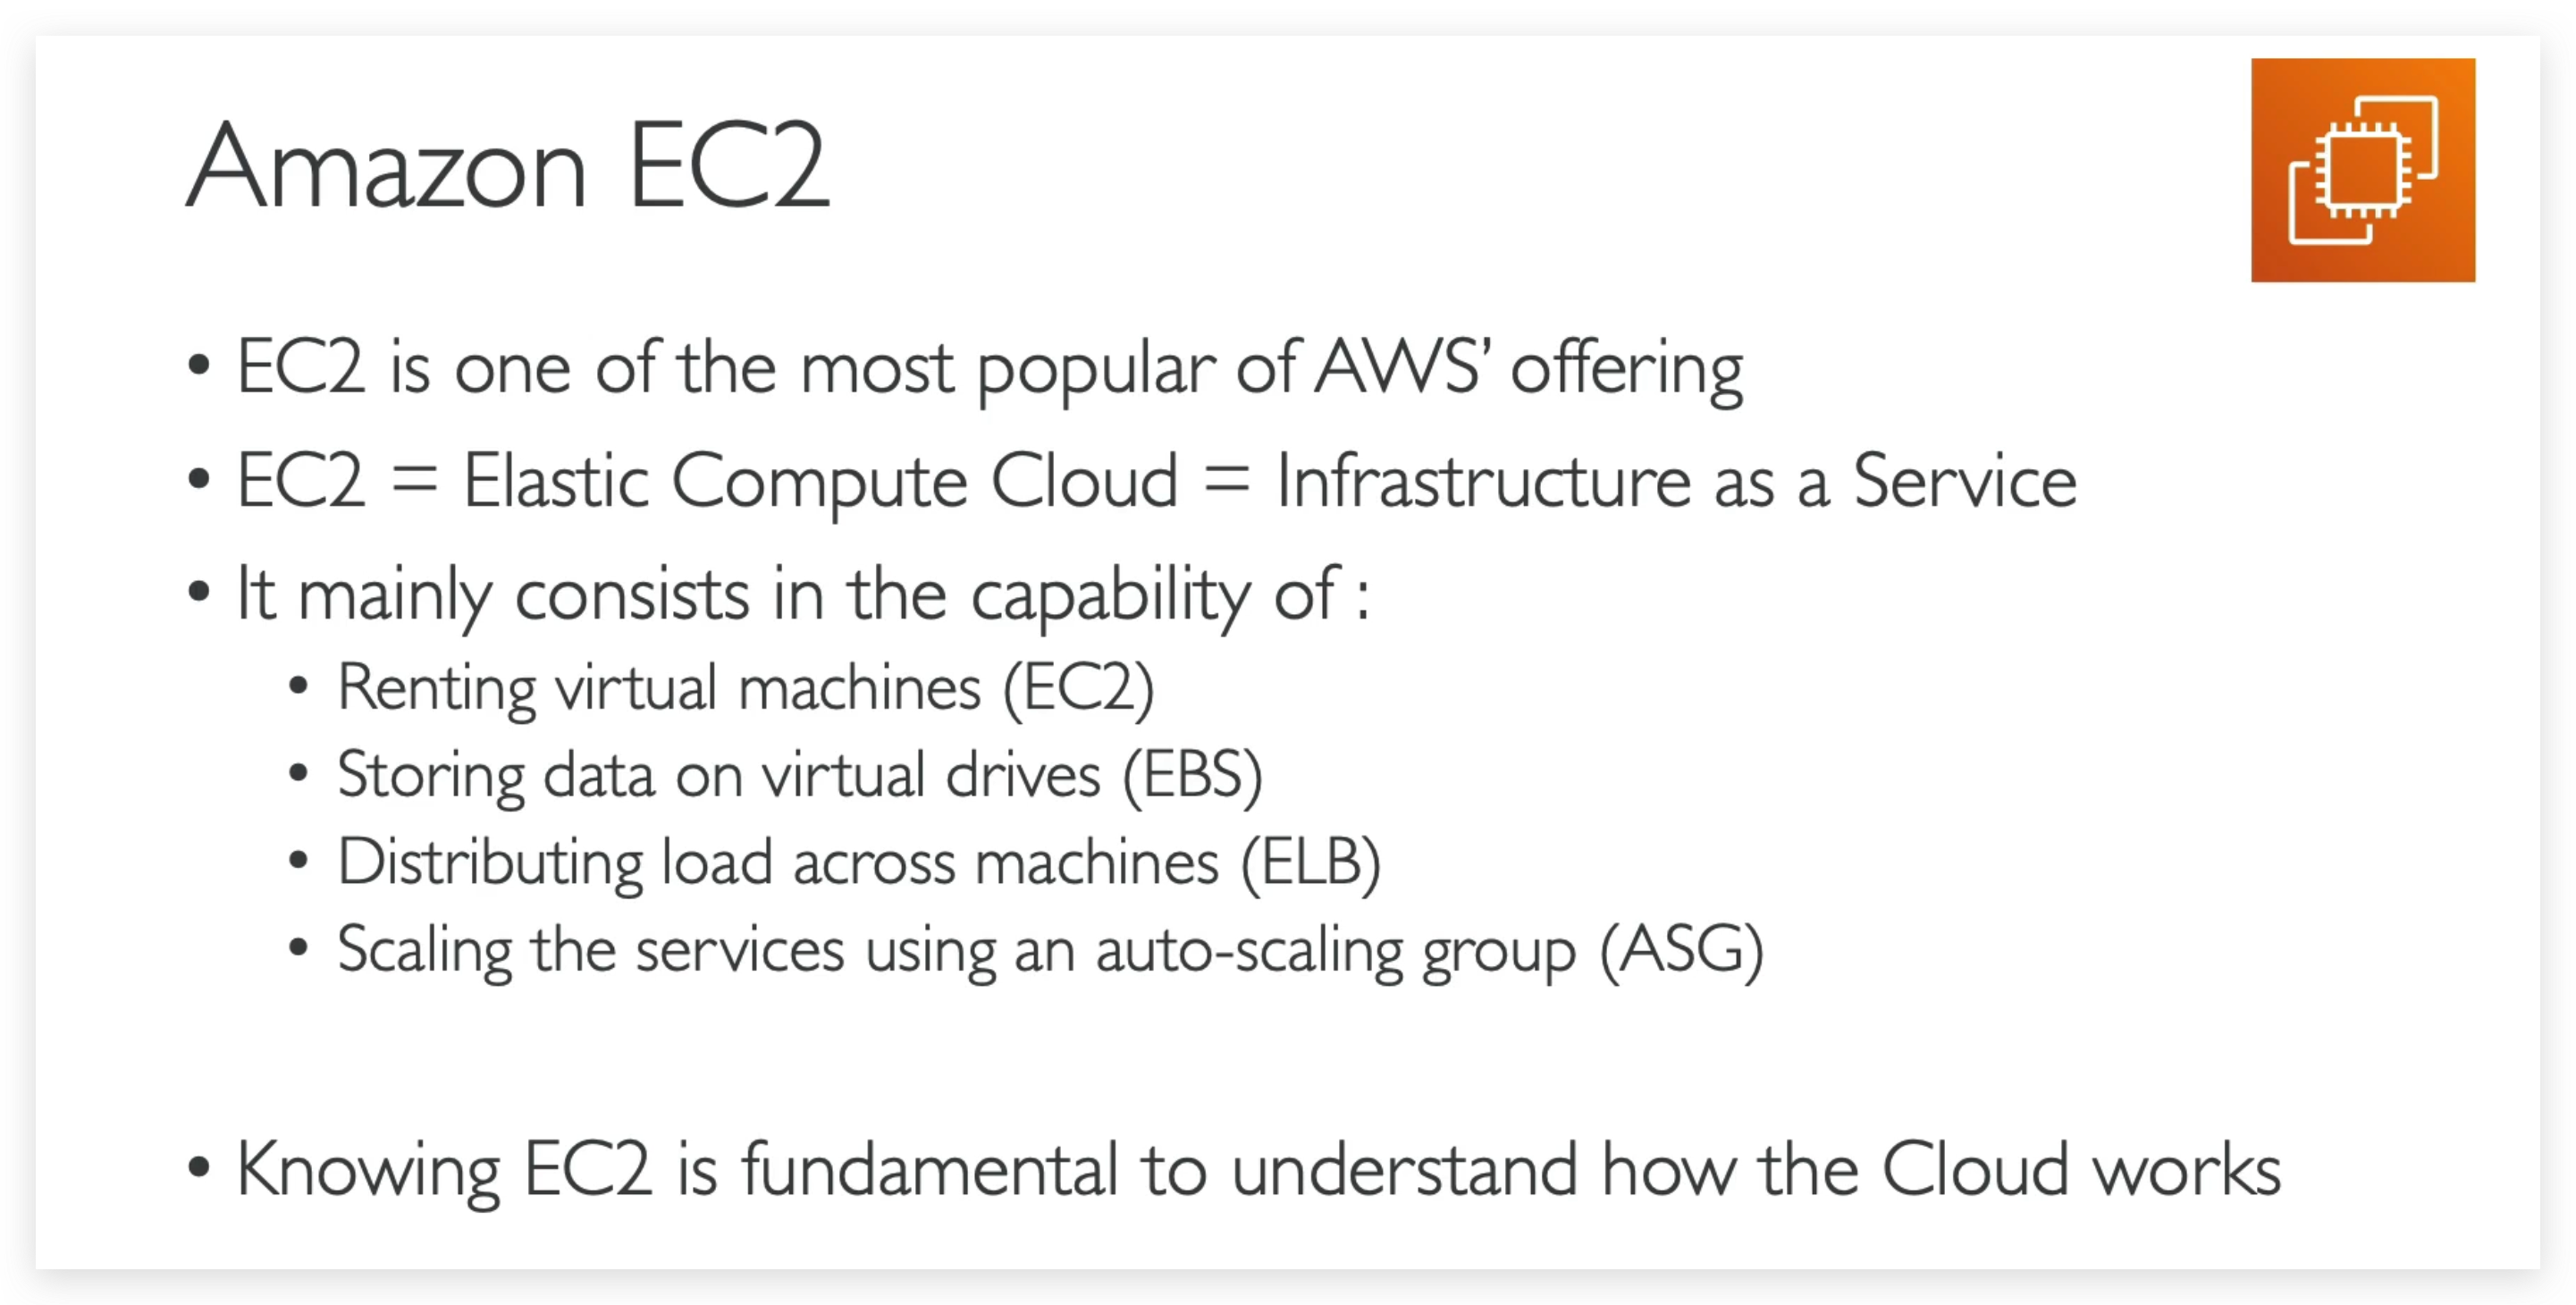 Amazon EC2
• EC2 is one of the most popular of AWS’ offering
• EC2 = Elastic Compute Cloud = Infrastructure as a Service
• It mainly consists in the capability of :
• Renting virtual machines (EC2)
• Storing data on virtual drives (EBS)
• Distributing load across machines (ELB)
• Scaling the services using an auto-scaling group (ASG)
• Knowing EC2 is fundamental to understand how the Cloud works